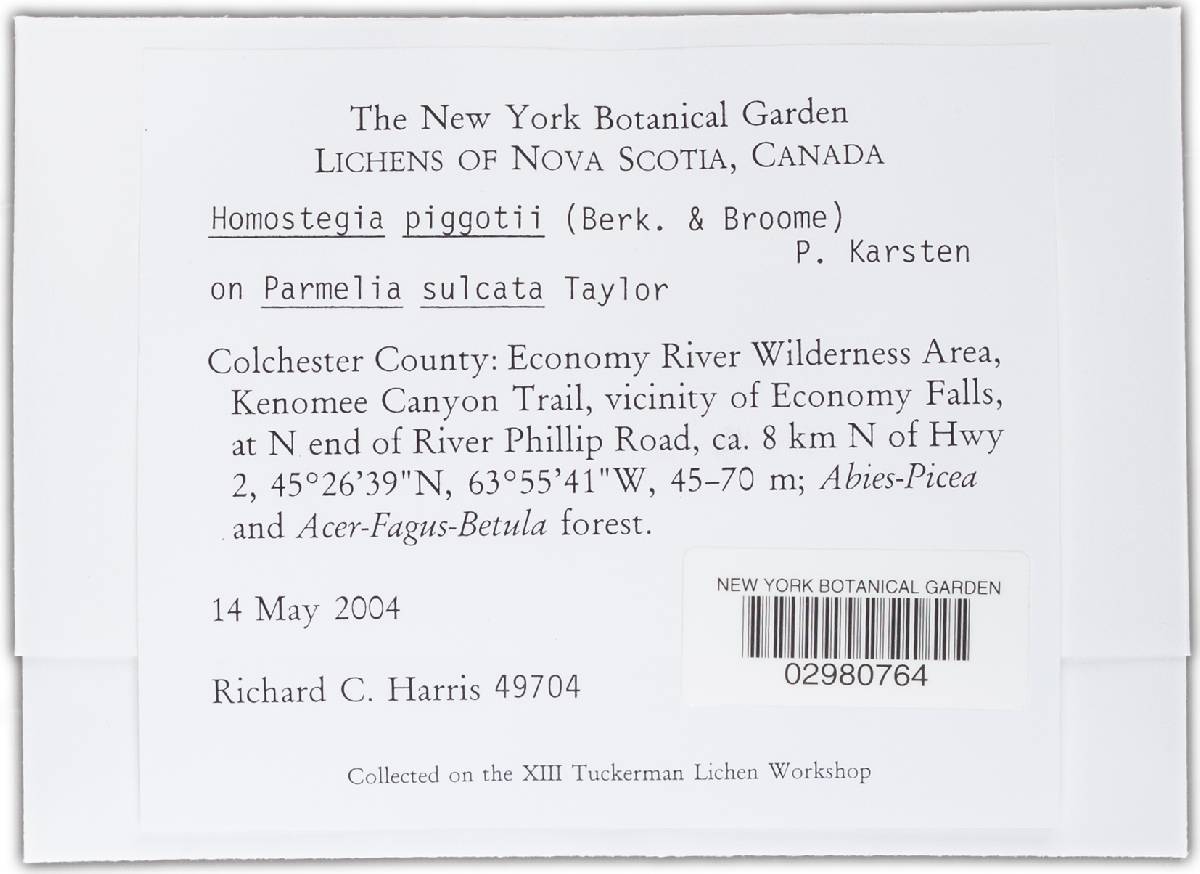 The New York Botanical Garden
LICHENS OF NOVA SCOTIA, CANADA
Homostegia piggotii (Berk. & Broome)
P. Karsten
on Parmelia sulcata Taylor
Colchester County: Economy River Wilderness Area,
Kenomee Canyon Trail, vicinity of Economy Falls,
at N end of River Phillip Road, ca. 8 km N of Hwy
2, 45°26'39"N, 63°55'41"W, 45–70 m; Abies-Picea
and Acer-Fagus-Betula forest.
14 May 2004
NEW YORK BOTANICAL GARDEN
02980764
Richard C. Harris 49704
Collected on the XIII Tuckerman Lichen Workshop